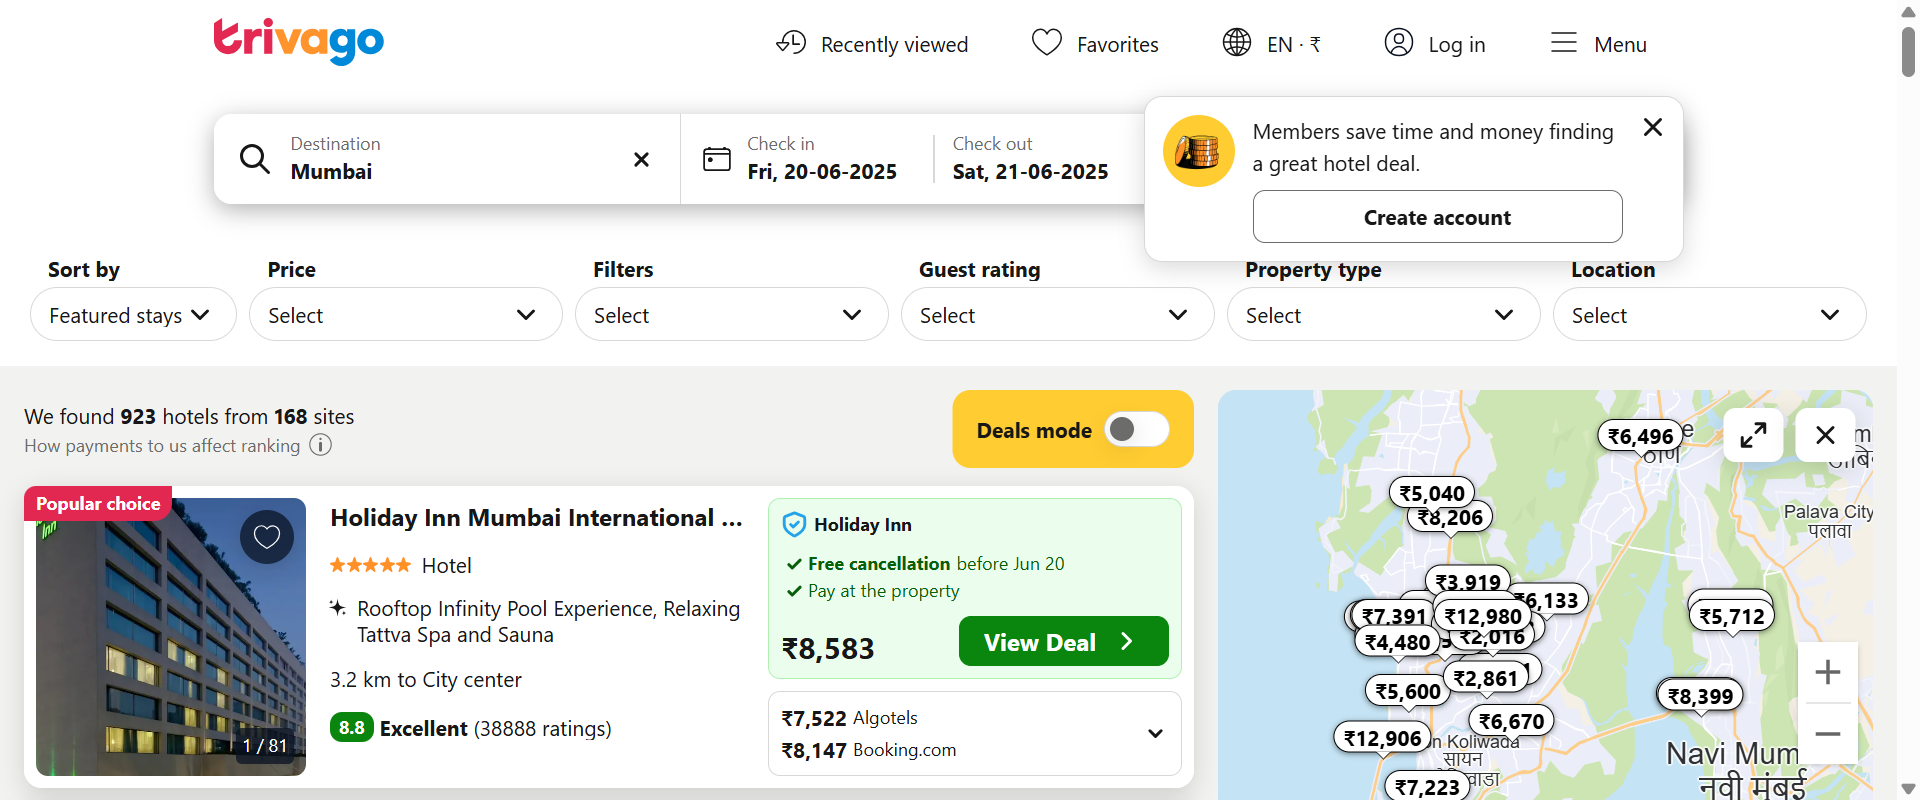 trivago
Recently viewed
Favorites
EN · ₹
Log in
Menu
Destination
Mumbai
Check in
Fri, 20-06-2025
Check out
Sat, 21-06-2025
Members save time and money finding
a great hotel deal.
Create account
Sort by
Featured stays
Price
Select
Filters
Select
Guest rating
Select
Property type
Select
Location
Select
We found 923 hotels from 168 sites
How payments to us affect ranking
Deals mode
Popular choice
Inn
1 / 81
Holiday Inn Mumbai International ...
Hotel
Rooftop Infinity Pool Experience, Relaxing
Tattva Spa and Sauna
3.2 km to City center
8.8 Excellent (38888 ratings)
Holiday Inn
Free cancellation before Jun 20
Pay at the property
₹8,583
View Deal
₹7,522 Algotels
₹8,147 Booking.com
₹6,496
ठाणे
₹5,040
₹8,206
Palava City
पलावा
₹3,919
₹6,133
₹7,391
₹12,980
₹5,712
₹4,480
₹2,016
₹2,861
₹5,600
₹8,399
₹6,670
₹12,906
Koliwada
सायन
Navi Mum
नवी मुंबई
₹7,223